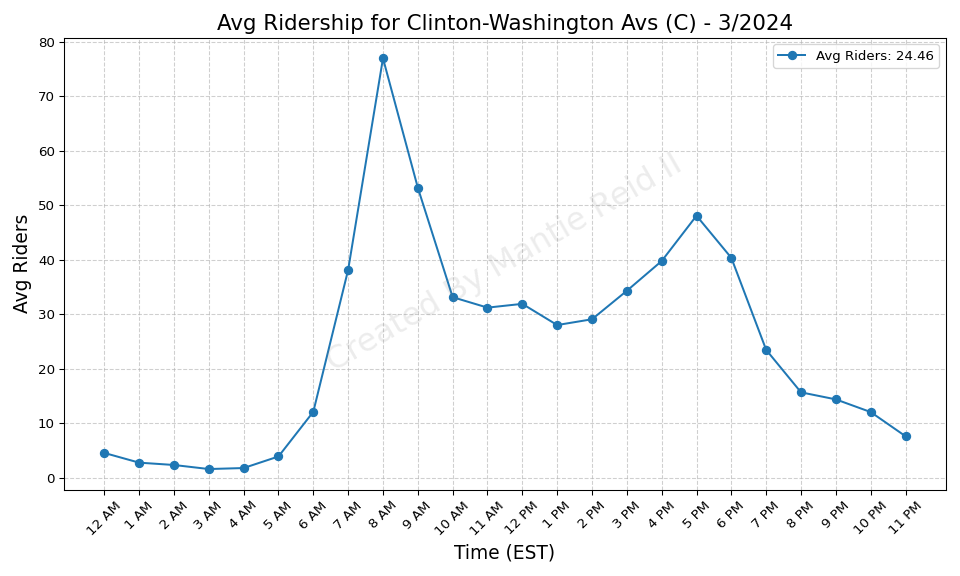 Avg Ridership for Clinton-Washington Avs (C) - 3/2024
Avg Riders: 24.46
80
70
60
50
40
30
20
10
0
Avg Riders
Created By Mantie Reid II
12 AM
1 AM
2 AM
3 AM
4 AM
5 AM
6 AM
7 AM
8 AM
9 AM
10 AM
11 AM
12 PM
1 PM
2 PM
3 PM
4 PM
5 PM
6 PM
7 PM
8 PM
9 PM
10 PM
11 PM
Time (EST)